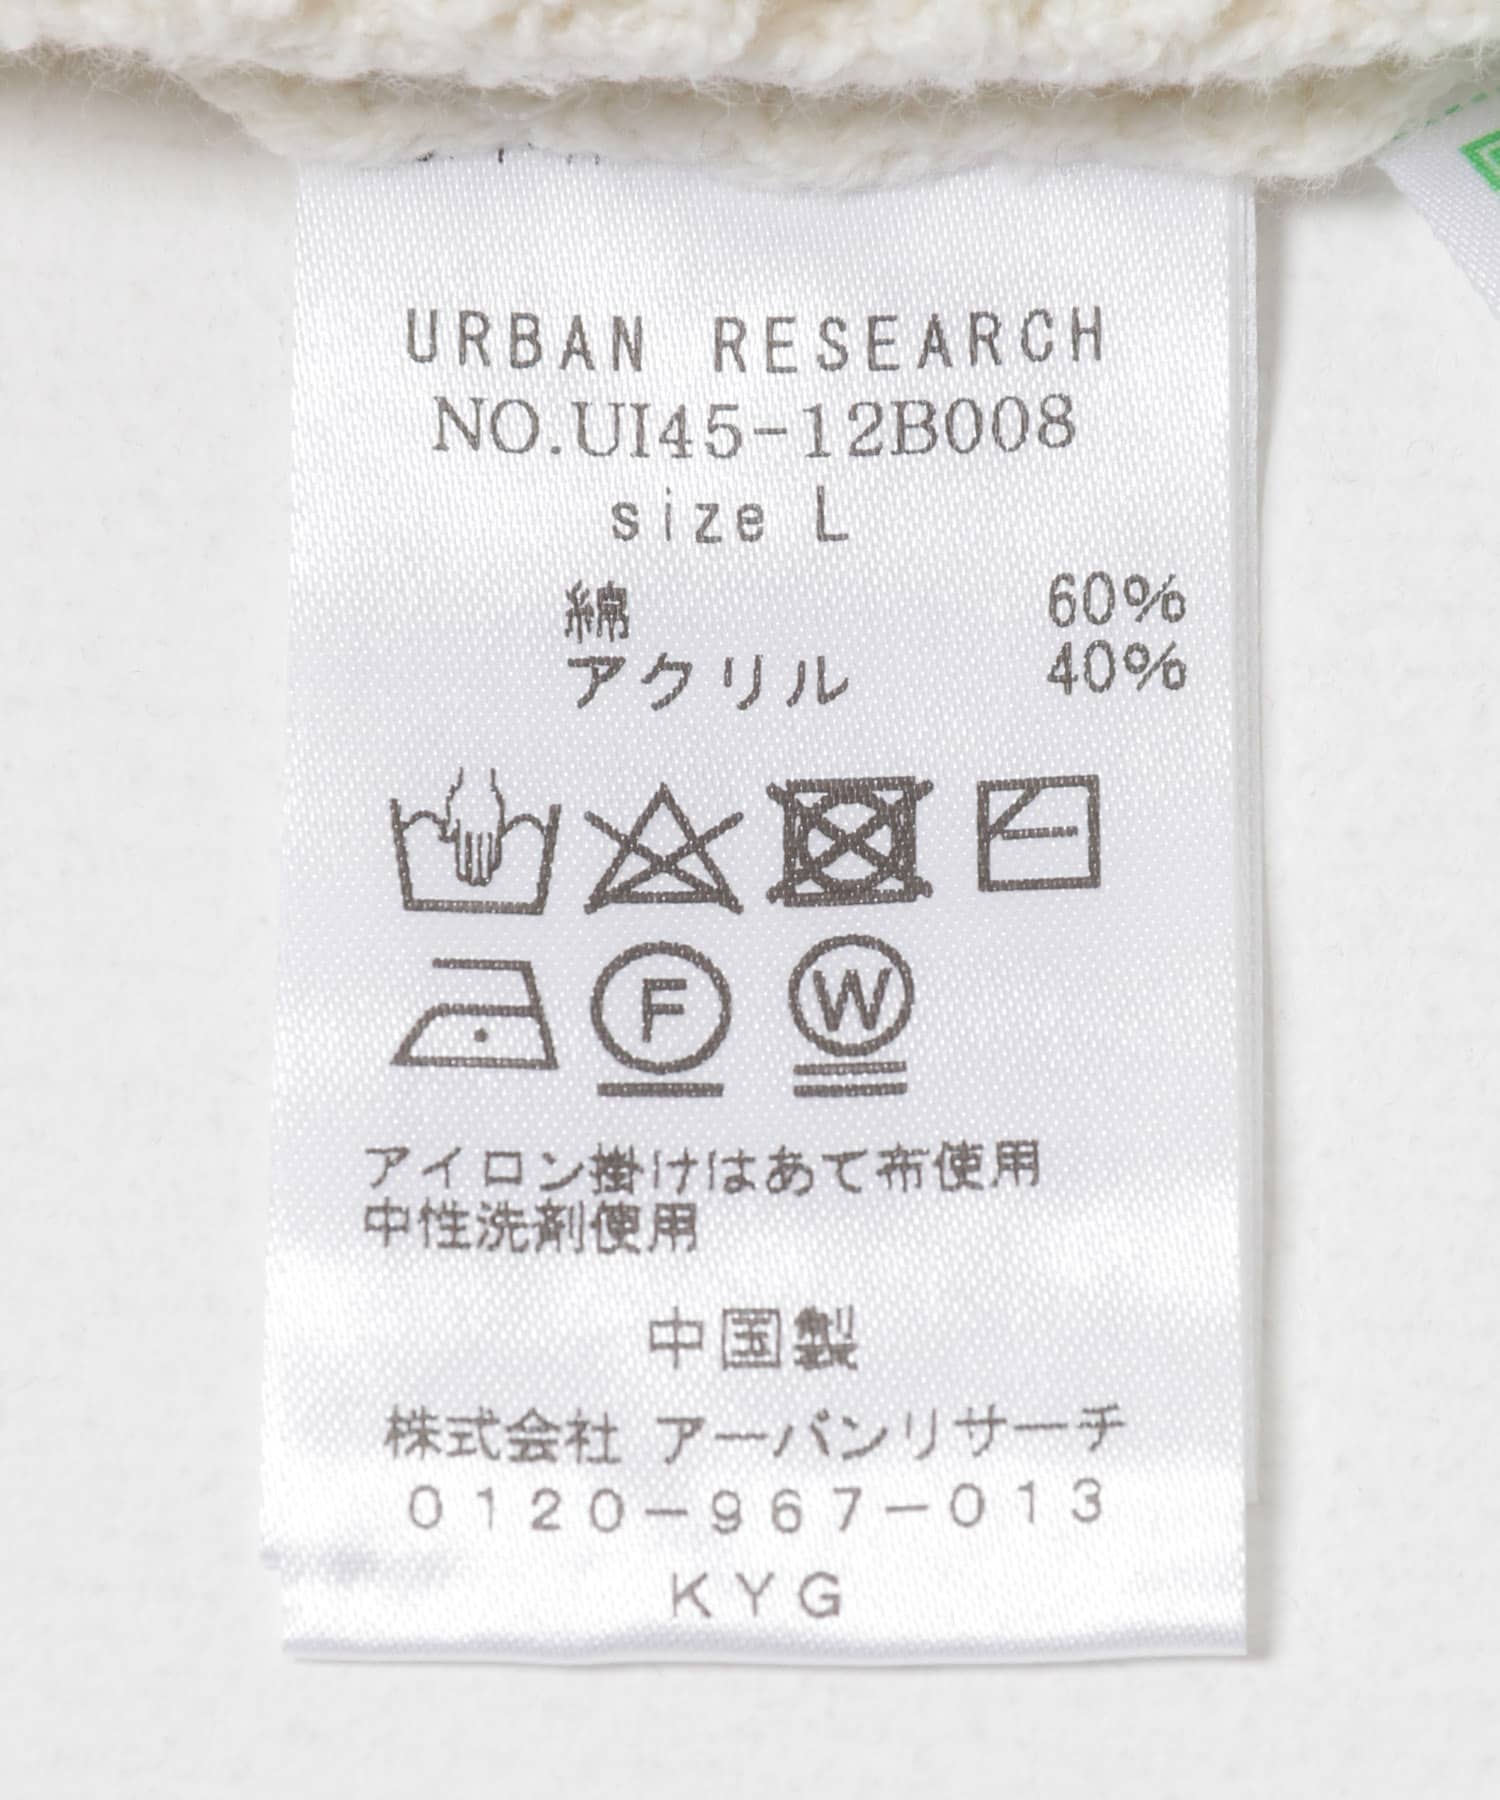 URBAN RESEARCH
NO.UI45-12B008
size L
綿 60%
アクリル 40%
F W
アイロン掛けはあて布使用
中性洗剤使用
中国製
株式会社 アーバンリサーチ
0120-967-013
KYG